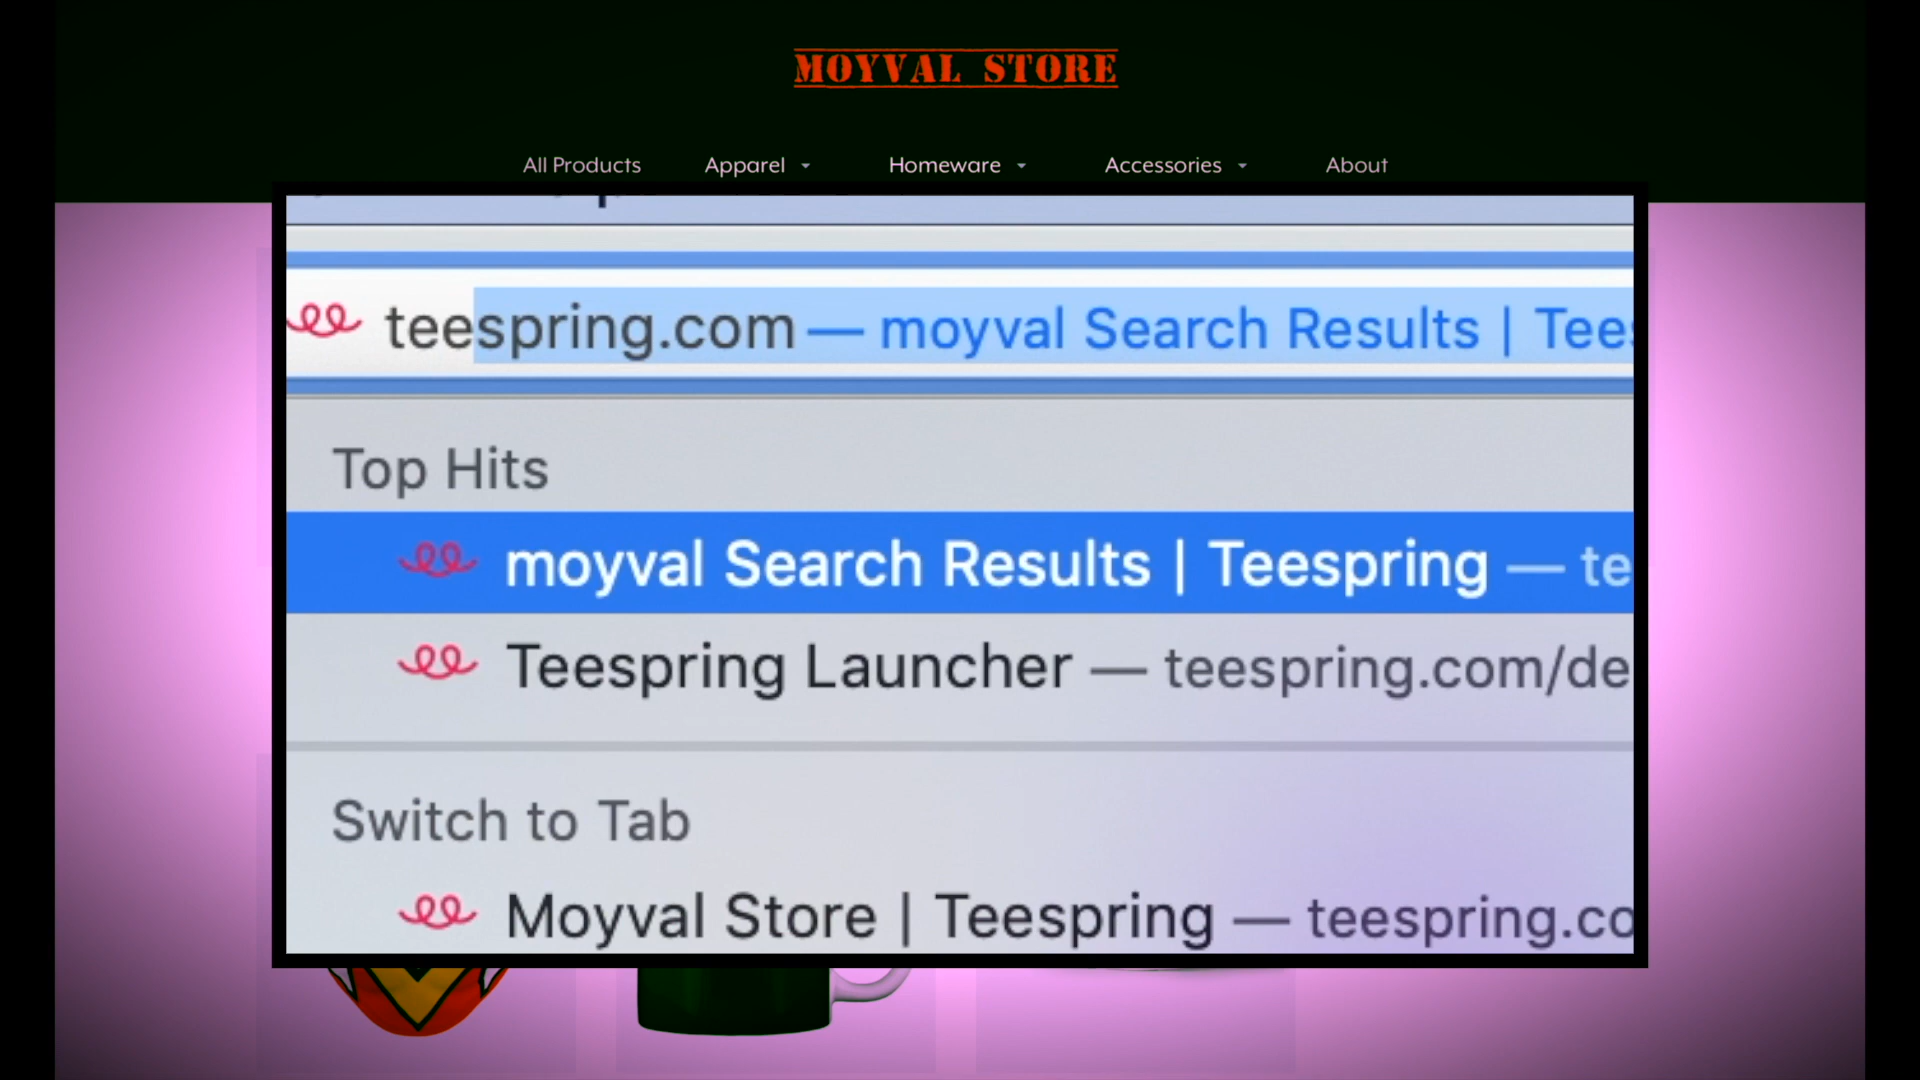 MOYVAL STORE
All Products Apparel Homeware Accessories About
teespring.com — moyval Search Results | Tees
Top Hits
moyval Search Results | Teespring — te
Teespring Launcher — teespring.com/de
Switch to Tab
Moyval Store | Teespring — teespring.co